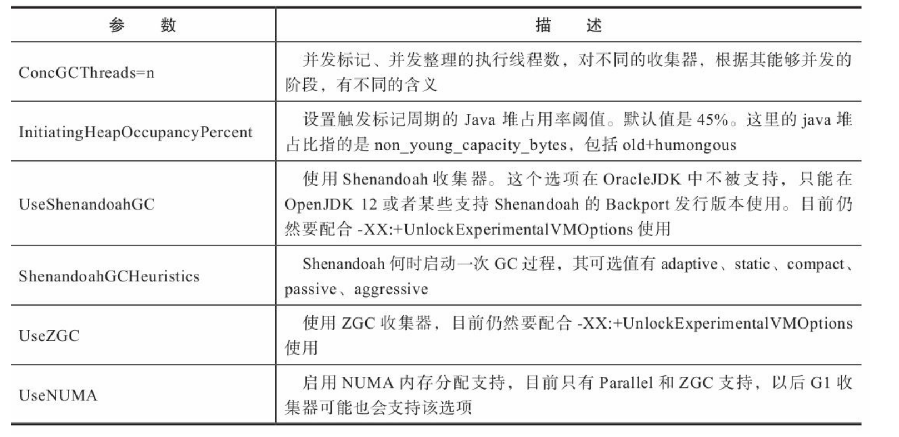 参 数 描 述
ConcGCThreads=n
并发标记、并发整理的执行线程数，对不同的收集器，根据其能够并发的
阶段，有不同的含义
InitiatingHeapOccupancyPercent
设置触发标记周期的 Java 堆占用率阈值。默认值是 45%。这里的 java 堆
占比指的是 non_young_capacity_bytes，包括 old+humongous
UseShenandoahGC
使用 Shenandoah 收集器。这个选项在 OracleJDK 中不被支持，只能在
OpenJDK 12 或者某些支持 Shenandoah 的 Backport 发行版本使用。目前仍
然要配合 -XX:+UnlockExperimentalVMOptions 使用
ShenandoahGCHeuristics
Shenandoah 何时启动一次 GC 过程，其可选值有 adaptive、static、compact、
passive、aggressive
UseZGC
使用 ZGC 收集器，目前仍然要配合 -XX:+UnlockExperimentalVMOptions
使用
UseNUMA
启用 NUMA 内存分配支持，目前只有 Parallel 和 ZGC 支持，以后 G1 收
集器可能也会支持该选项